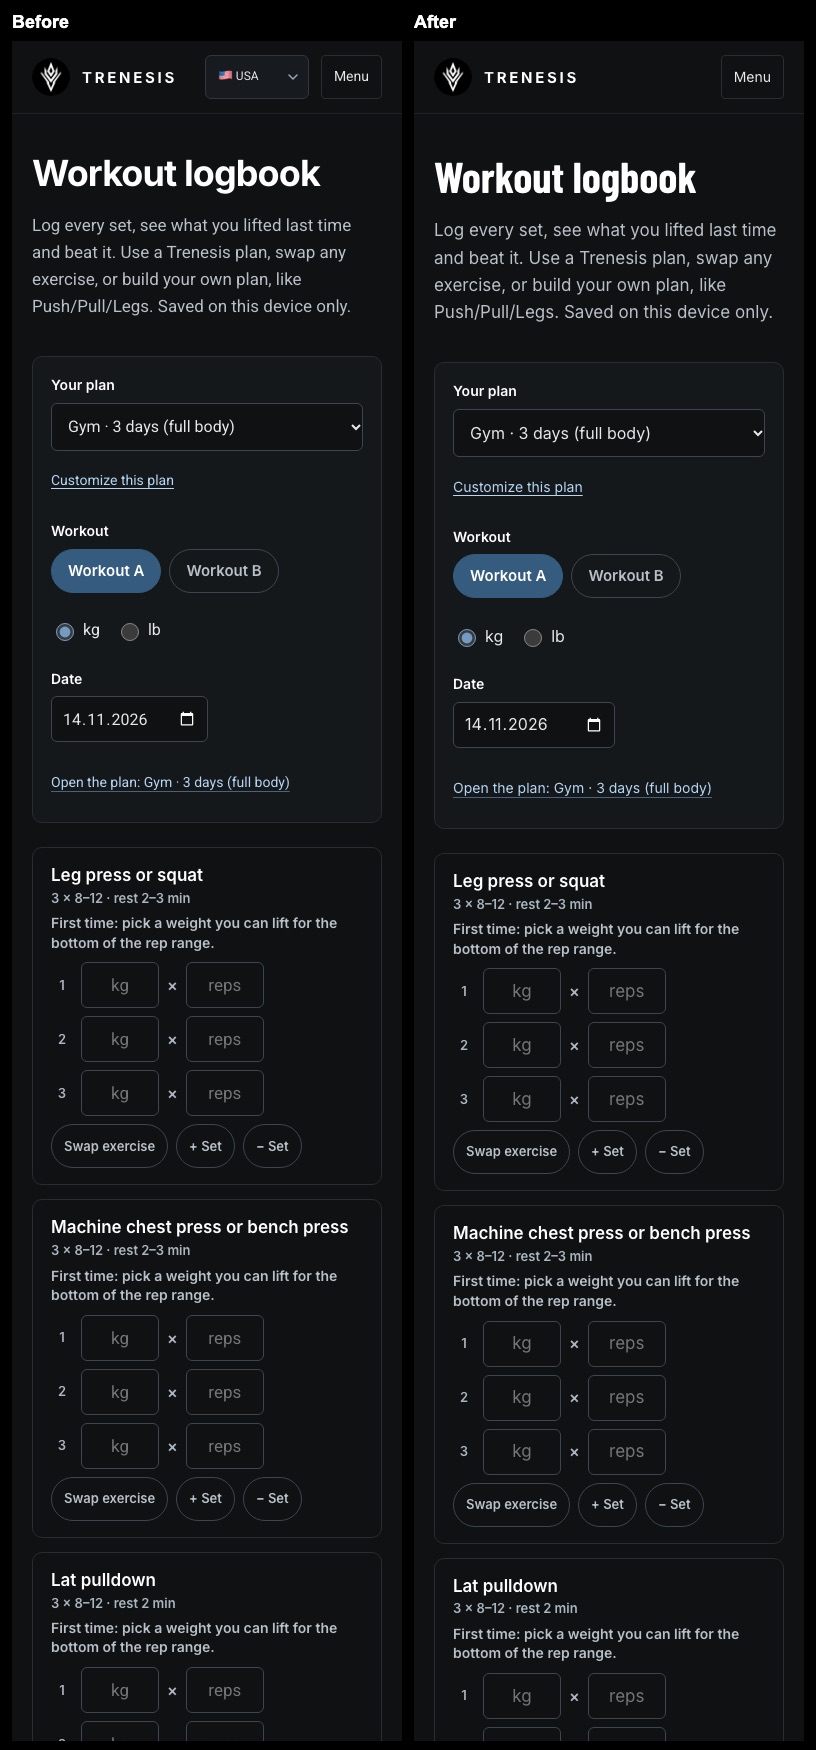 Before
TRENESIS
🇺🇸 USA
Menu
Workout logbook
Log every set, see what you lifted last time
and beat it. Use a Trenesis plan, swap any
exercise, or build your own plan, like
Push/Pull/Legs. Saved on this device only.
Your plan
Gym · 3 days (full body)
Customize this plan
Workout
Workout A
Workout B
kg
lb
Date
14.11.2026
Open the plan: Gym · 3 days (full body)
Leg press or squat
3 × 8–12 · rest 2–3 min
First time: pick a weight you can lift for the
bottom of the rep range.
1 kg × reps
2 kg × reps
3 kg × reps
Swap exercise
+ Set
− Set
Machine chest press or bench press
3 × 8–12 · rest 2–3 min
First time: pick a weight you can lift for the
bottom of the rep range.
1 kg × reps
2 kg × reps
3 kg × reps
Swap exercise
+ Set
− Set
Lat pulldown
3 × 8–12 · rest 2 min
First time: pick a weight you can lift for the
bottom of the rep range.
1 kg × reps
After
TRENESIS
Menu
Workout logbook
Log every set, see what you lifted last time
and beat it. Use a Trenesis plan, swap any
exercise, or build your own plan, like
Push/Pull/Legs. Saved on this device only.
Your plan
Gym · 3 days (full body)
Customize this plan
Workout
Workout A
Workout B
kg
lb
Date
14.11.2026
Open the plan: Gym · 3 days (full body)
Leg press or squat
3 × 8–12 · rest 2–3 min
First time: pick a weight you can lift for the
bottom of the rep range.
1 kg × reps
2 kg × reps
3 kg × reps
Swap exercise
+ Set
− Set
Machine chest press or bench press
3 × 8–12 · rest 2–3 min
First time: pick a weight you can lift for the
bottom of the rep range.
1 kg × reps
2 kg × reps
3 kg × reps
Swap exercise
+ Set
− Set
Lat pulldown
3 × 8–12 · rest 2 min
First time: pick a weight you can lift for the
bottom of the rep range.
1 kg × reps